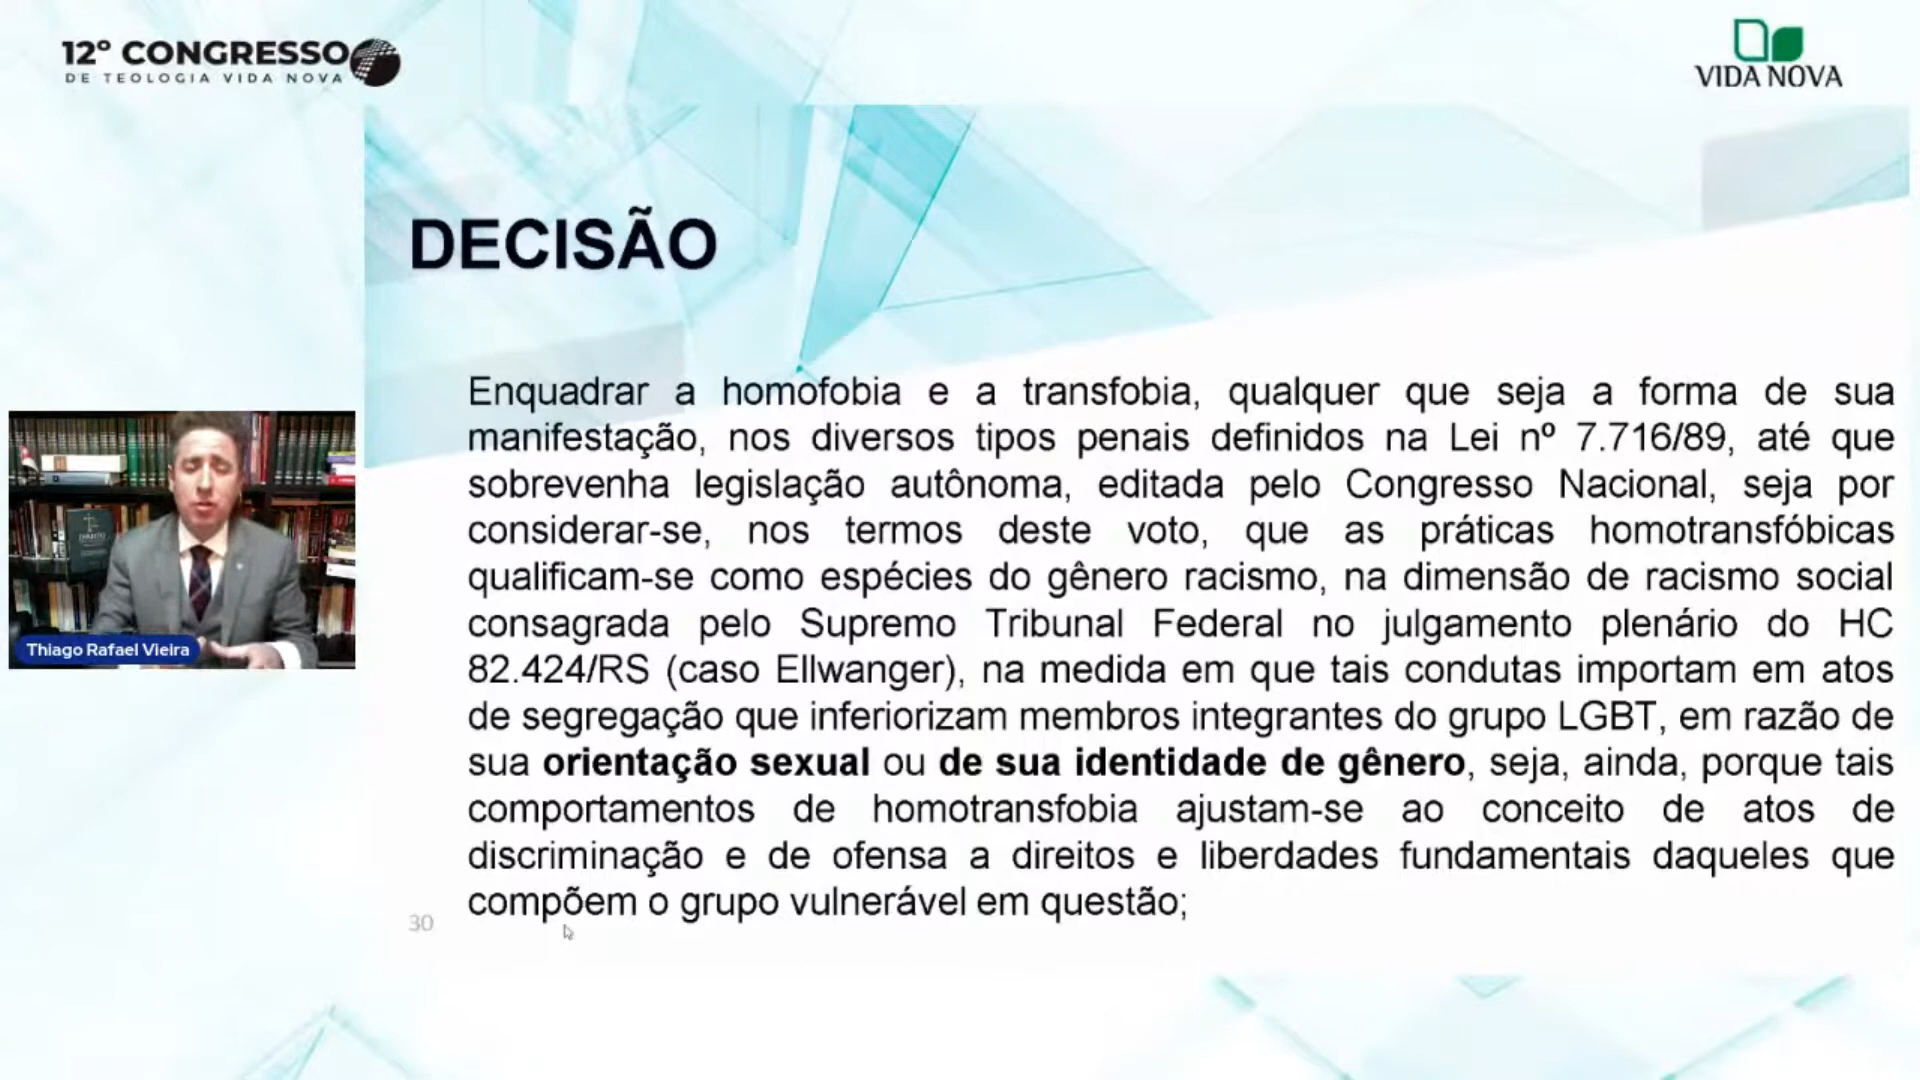 12º CONGRESSO
DE TEOLOGIA VIDA NOVA
VIDA NOVA
DECISÃO
Enquadrar a homofobia e a transfobia, qualquer que seja a forma de sua
manifestação, nos diversos tipos penais definidos na Lei nº 7.716/89, até que
sobrevenha legislação autônoma, editada pelo Congresso Nacional, seja por
considerar-se, nos termos deste voto, que as práticas homotransfóbicas
qualificam-se como espécies do gênero racismo, na dimensão de racismo social
consagrada pelo Supremo Tribunal Federal no julgamento plenário do HC
82.424/RS (caso Ellwanger), na medida em que tais condutas importam em atos
de segregação que inferiorizam membros integrantes do grupo LGBT, em razão de
sua orientação sexual ou de sua identidade de gênero, seja, ainda, porque tais
comportamentos de homotransfobia ajustam-se ao conceito de atos de
discriminação e de ofensa a direitos e liberdades fundamentais daqueles que
compõem o grupo vulnerável em questão;
30
Thiago Rafael Vieira